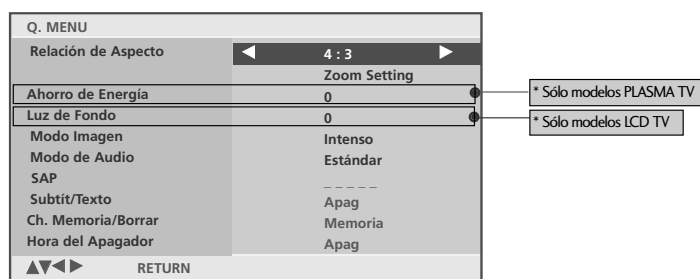 Q. MENU
Relación de Aspecto ◀ 4 : 3 ▶
Zoom Setting
Ahorro de Energía 0 * Sólo modelos PLASMA TV
Luz de Fondo 0 * Sólo modelos LCD TV
Modo Imagen Intenso
Modo de Audio Estándar
SAP _ _ _ _ _
Subtít/Texto Apag
Ch. Memoria/Borrar Memoria
Hora del Apagador Apag
▲▼◀▶ RETURN